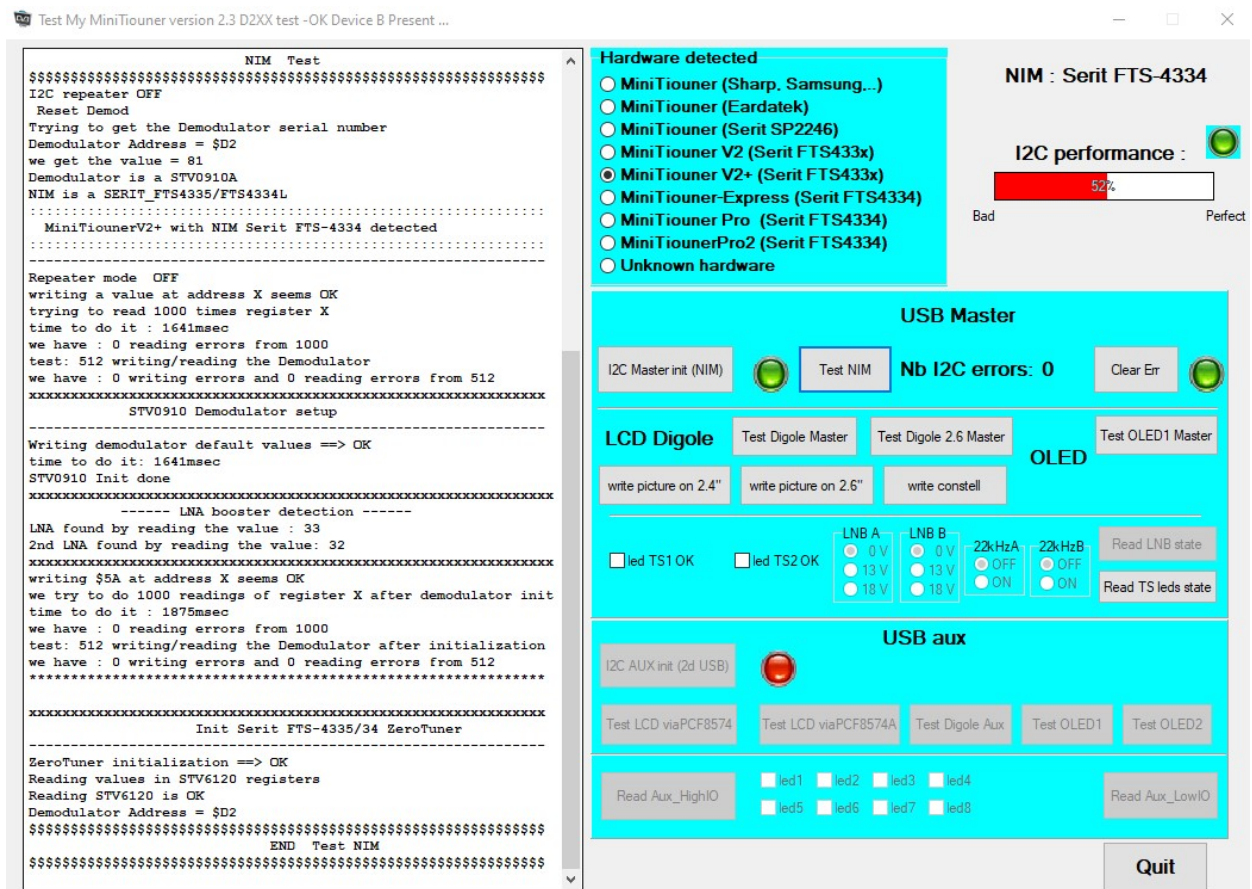 Test My MiniTiouner version 2.3 D2XX test -OK Device B Present ...
NIM Test
$$$$$$$$$$$$$$$$$$$$$$$$$$$$$$$$$$$$$$$$$$$$$$$$$$$$$$$$$$$$$$
I2C repeater OFF
Reset Demod
Trying to get the Demodulator serial number
Demodulator Address = $D2
we get the value = 81
Demodulator is a STV0910A
NIM is a SERIT_FTS4335/FTS4334L
::::::::::::::::::::::::::::::::::::::::::::::::::::::::::::::
MiniTiounerV2+ with NIM Serit FTS-4334 detected
::::::::::::::::::::::::::::::::::::::::::::::::::::::::::::::
--------------------------------------------------------------
Repeater mode OFF
writing a value at address X seems OK
trying to read 1000 times register X
time to do it : 1641msec
we have : 0 reading errors from 1000
test: 512 writing/reading the Demodulator
we have : 0 writing errors and 0 reading errors from 512
xxxxxxxxxxxxxxxxxxxxxxxxxxxxxxxxxxxxxxxxxxxxxxxxxxxxxxxxxxxxxx
STV0910 Demodulator setup
--------------------------------------------------------------
Writing demodulator default values ==> OK
time to do it: 1641msec
STV0910 Init done
xxxxxxxxxxxxxxxxxxxxxxxxxxxxxxxxxxxxxxxxxxxxxxxxxxxxxxxxxxxxxxx
------ LNA booster detection ------
LNA found by reading the value : 33
2nd LNA found by reading the value: 32
xxxxxxxxxxxxxxxxxxxxxxxxxxxxxxxxxxxxxxxxxxxxxxxxxxxxxxxxxxxxxxx
writing $5A at address X seems OK
we try to do 1000 readings of register X after demodulator init
time to do it : 1875msec
we have : 0 reading errors from 1000
test: 512 writing/reading the Demodulator after initialization
we have : 0 writing errors and 0 reading errors from 512
**************************************************************
xxxxxxxxxxxxxxxxxxxxxxxxxxxxxxxxxxxxxxxxxxxxxxxxxxxxxxxxxxxxxx
Init Serit FTS-4335/34 ZeroTuner
--------------------------------------------------------------
ZeroTuner initialization ==> OK
Reading values in STV6120 registers
Reading STV6120 is OK
Demodulator Address = $D2
$$$$$$$$$$$$$$$$$$$$$$$$$$$$$$$$$$$$$$$$$$$$$$$$$$$$$$$$$$$$$$
END Test NIM
$$$$$$$$$$$$$$$$$$$$$$$$$$$$$$$$$$$$$$$$$$$$$$$$$$$$$$$$$$$$$$
Hardware detected
MiniTiouner (Sharp, Samsung,..)
MiniTiouner (Eardatek)
MiniTiouner (Serit SP2246)
MiniTiouner V2 (Serit FTS433x)
MiniTiouner V2+ (Serit FTS433x)
MiniTiouner-Express (Serit FTS4334)
MiniTiouner Pro (Serit FTS4334)
MiniTiounerPro2 (Serit FTS4334)
Unknown hardware
NIM : Serit FTS-4334
I2C performance :
52%
Bad Perfect
USB Master
I2C Master init (NIM) Test NIM Nb I2C errors: 0 Clear Err
LCD Digole Test Digole Master Test Digole 2.6 Master OLED Test OLED1 Master
write picture on 2.4" write picture on 2.6" write constell
led TS1 OK led TS2 OK
LNB A
0 V
13 V
18 V
LNB B
0 V
13 V
18 V
22kHzA
OFF
ON
22kHzB
OFF
ON
Read LNB state
Read TS leds state
USB aux
I2C AUX init (2d USB)
Test LCD viaPCF8574 Test LCD viaPCF8574A Test Digole Aux Test OLED1 Test OLED2
Read Aux_HighIO
led1 led2 led3 led4
led5 led6 led7 led8
Read Aux_LowIO
Quit